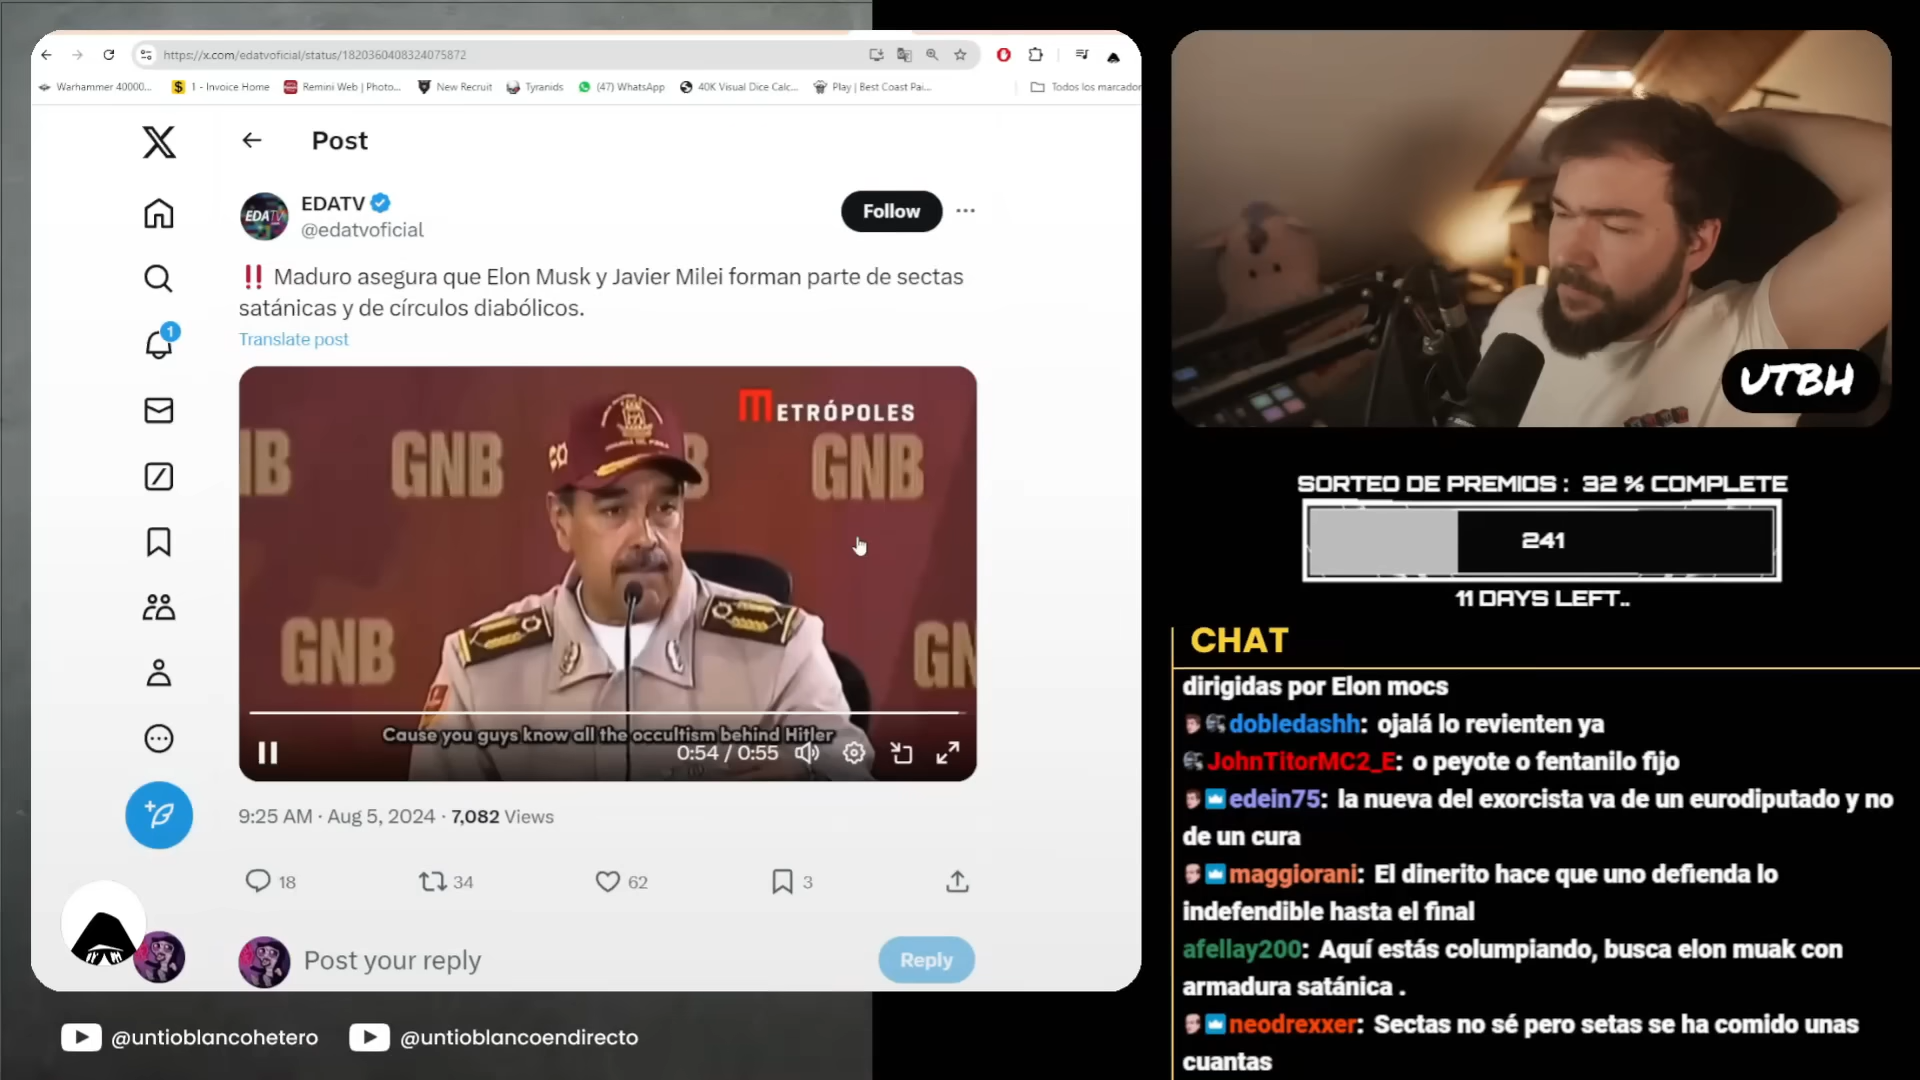 https://x.com/edatvoficial/status/1820360408324075872
Warhammer 40000...
1 - Invoice Home
Remini Web | Photo...
New Recruit
Tyranids
(47) WhatsApp
40K Visual Dice Calc...
Play | Best Coast Pai...
Todos los marcador
Post
EDATV
@edatvoficial
Follow
EDATV
‼ Maduro asegura que Elon Musk y Javier Milei forman parte de sectas
satánicas y de círculos diabólicos.
Translate post
1
METRÓPOLES
GNB
GNB
GNB
Cause you guys know all the occultism behind Hitler
0:54 / 0:55
9:25 AM · Aug 5, 2024 · 7,082 Views
18
34
62
3
Post your reply
Reply
@untioblancohetero
@untioblancoendirecto
UTBH
SORTEO DE PREMIOS : 32 % COMPLETE
241
11 DAYS LEFT..
CHAT
dirigidas por Elon mocs
dobledashh: ojalá lo revienten ya
JohnTitorMC2_E: o peyote o fentanilo fijo
edein75: la nueva del exorcista va de un eurodiputado y no
de un cura
maggiorani: El dinerito hace que uno defienda lo
indefendible hasta el final
afellay200: Aquí estás columpiando, busca elon muak con
armadura satánica .
neodrexxer: Sectas no sé pero setas se ha comido unas
cuantas